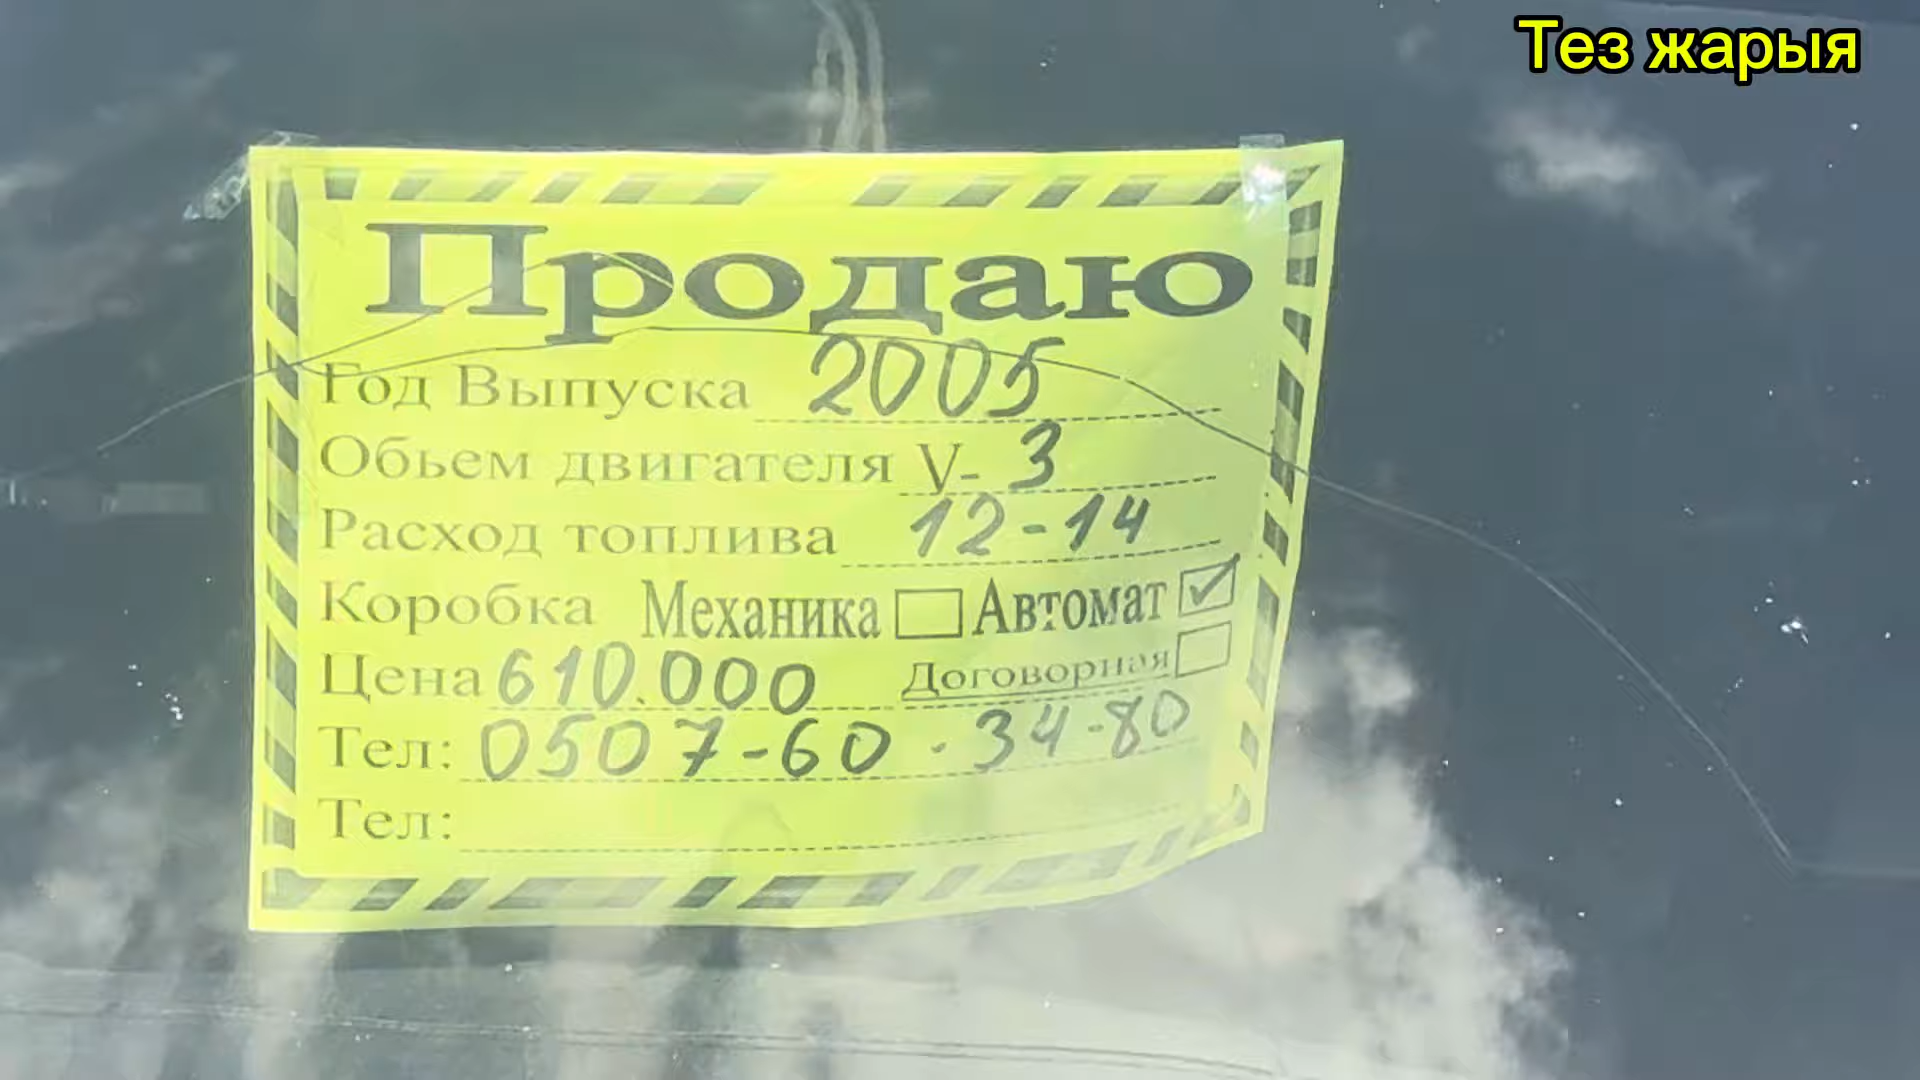 Тез жарыя
Продаю
Год Выпуска 2005
Обьем двигателя V- 3
Расход топлива 12-14
Коробка Механика Автомат
Цена 610.000 Договорная
Тел: 0507-60-34-80
Тел: